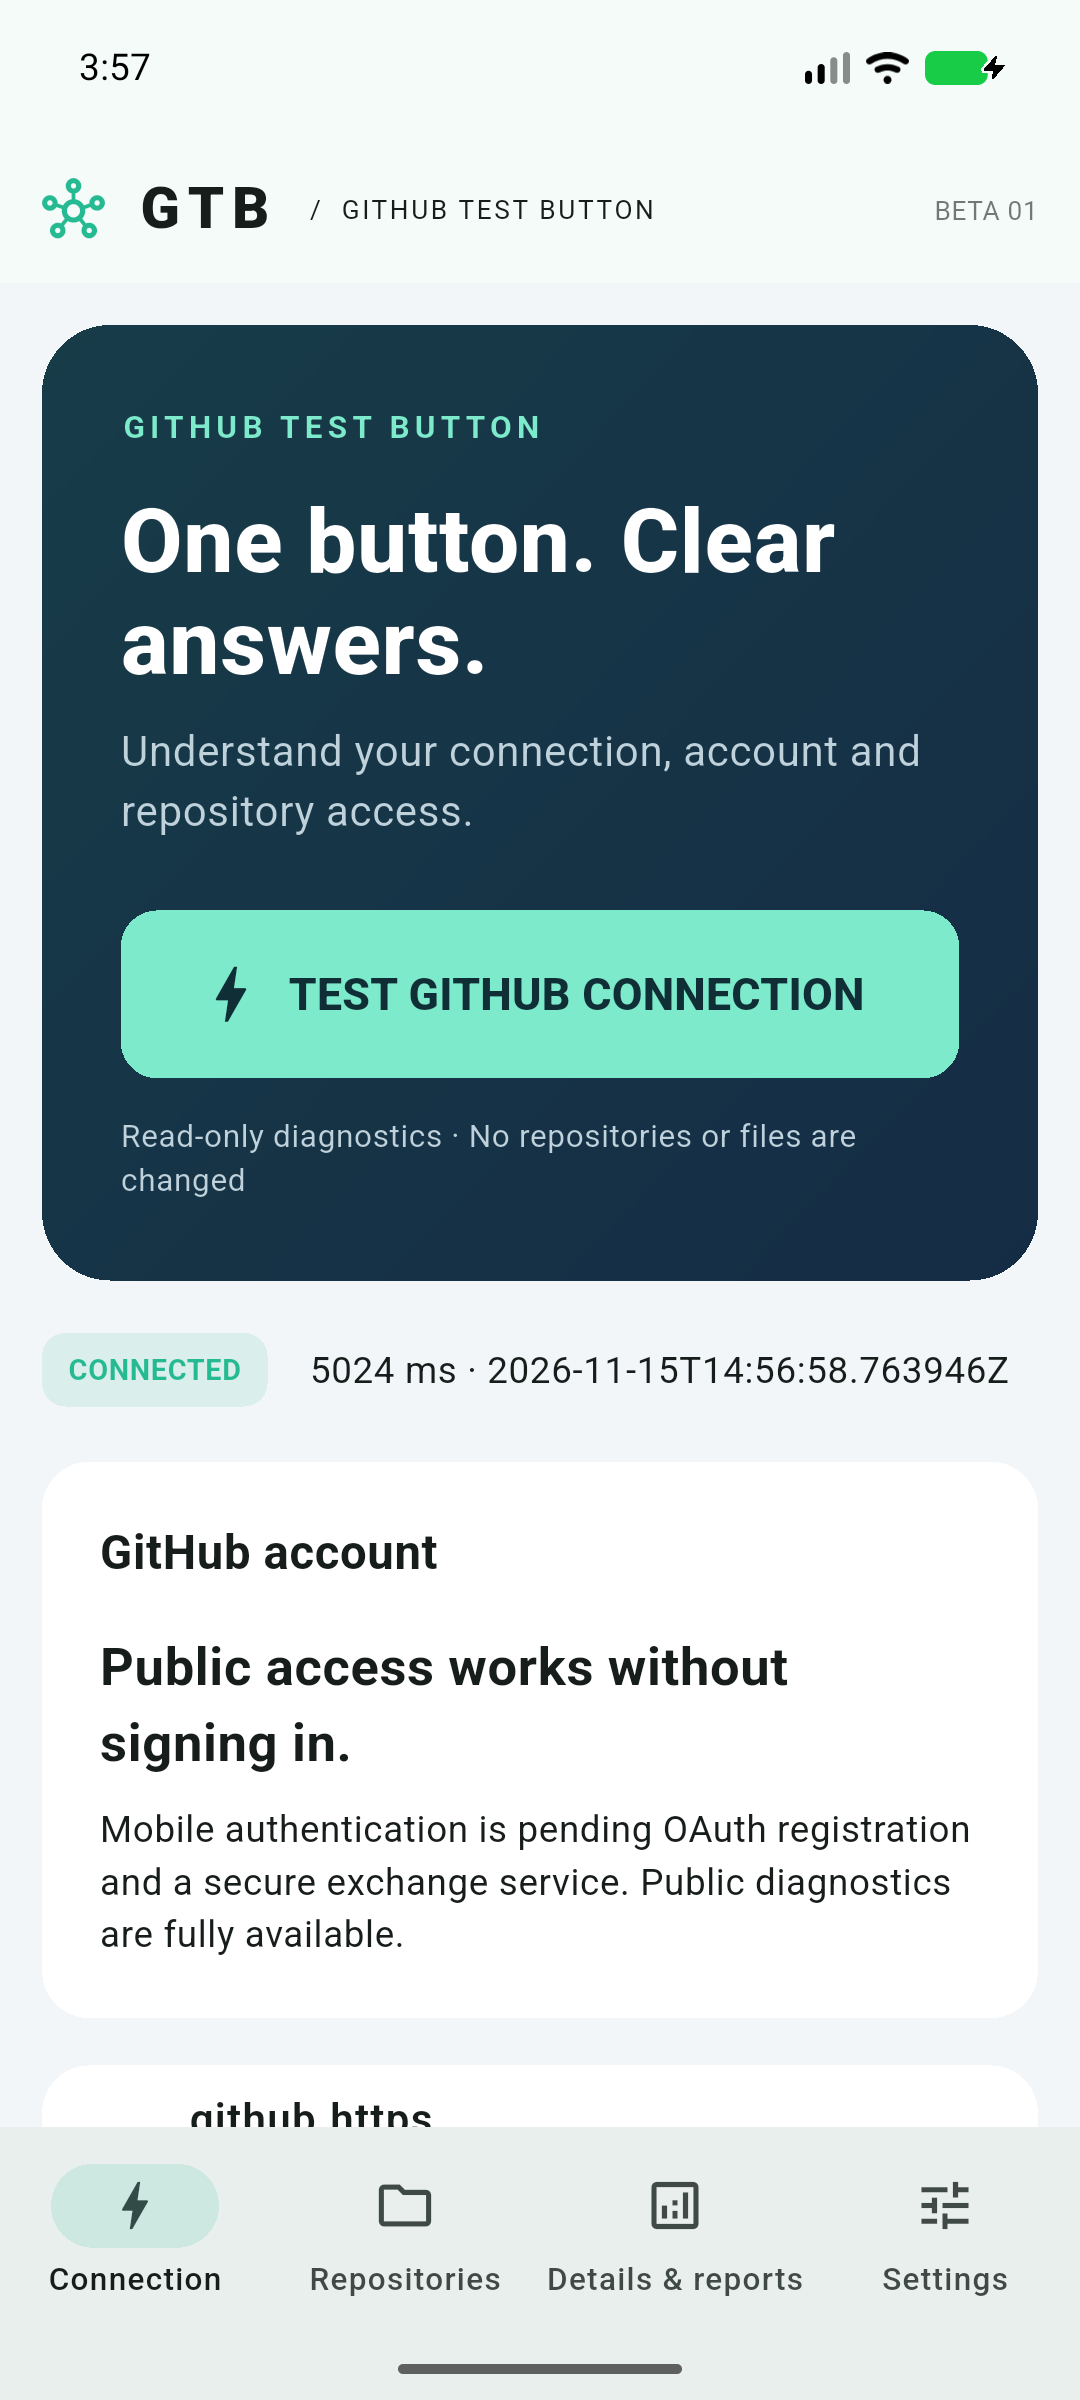 3:57
GTB / GITHUB TEST BUTTON BETA 01
GITHUB TEST BUTTON
One button. Clear
answers.
Understand your connection, account and
repository access.
TEST GITHUB CONNECTION
Read-only diagnostics · No repositories or files are
changed
CONNECTED 5024 ms · 2026-11-15T14:56:58.763946Z
GitHub account
Public access works without
signing in.
Mobile authentication is pending OAuth registration
and a secure exchange service. Public diagnostics
are fully available.
github https
Connection Repositories Details & reports Settings